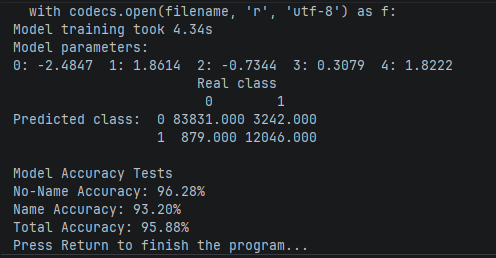 with codecs.open(filename, 'r', 'utf-8') as f:
Model training took 4.34s
Model parameters:
0: -2.4847  1: 1.8614  2: -0.7344  3: 0.3079  4: 1.8222
Real class
0        1
Predicted class:  0 83831.000 3242.000
1  879.000 12046.000

Model Accuracy Tests
No-Name Accuracy: 96.28%
Name Accuracy: 93.20%
Total Accuracy: 95.88%
Press Return to finish the program...